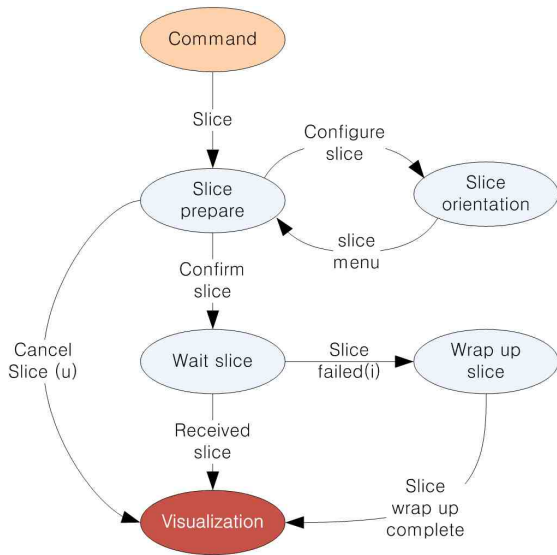 Command
Slice
Configure
slice
Slice
prepare
Slice
orientation
slice
menu
Confirm
slice
Cancel
Slice (u)
Wait slice
Slice
failed(i)
Wrap up
slice
Received
slice
Slice
wrap up
complete
Visualization